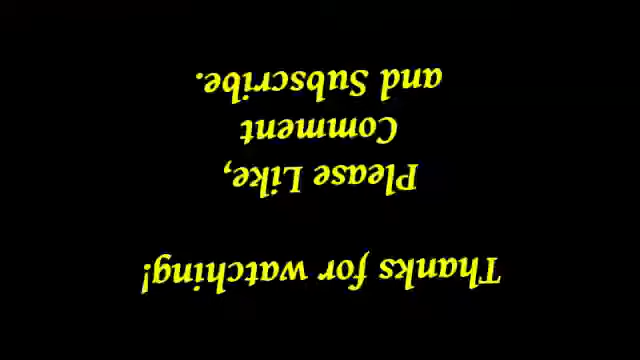 Thanks for watching!
Please Like,
Comment
and Subscribe.